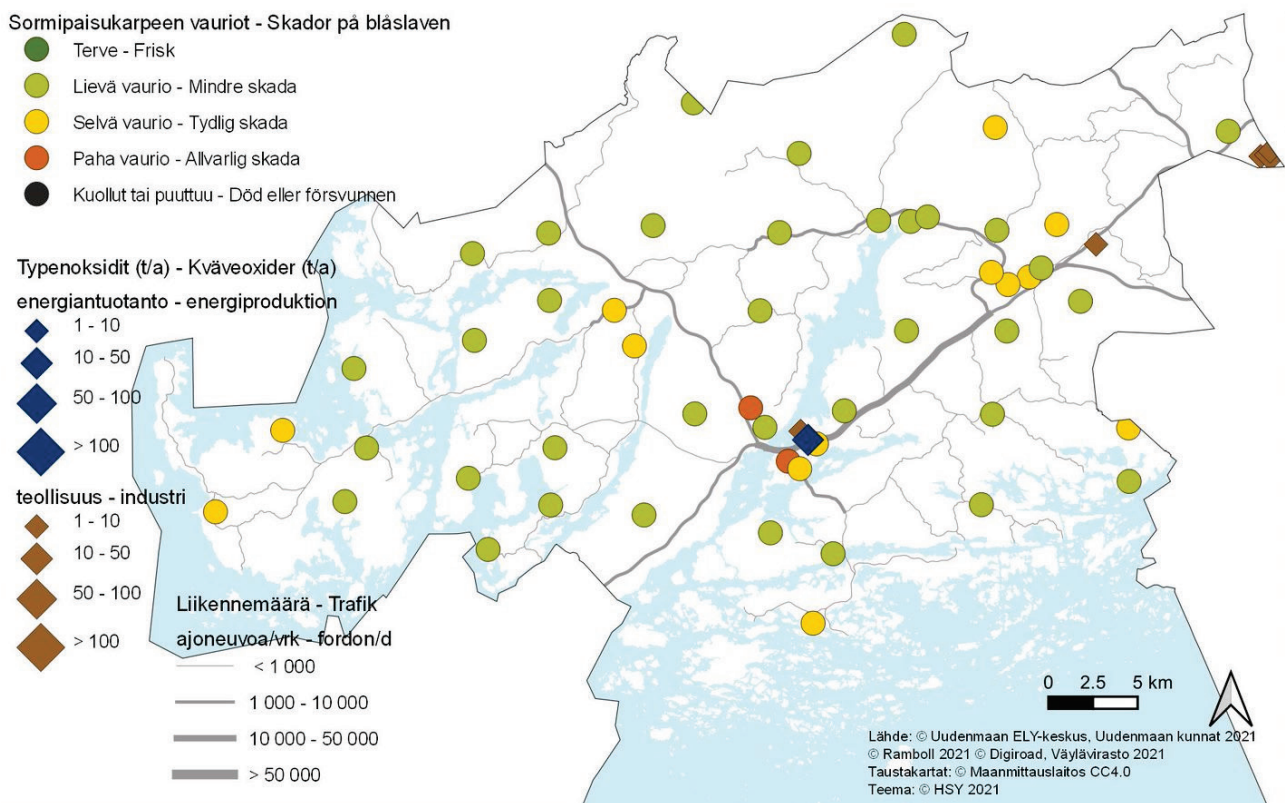 Sormipaisukarpeen vauriot - Skador på blåslaven
Terve - Frisk
Lievä vaurio - Mindre skada
Selvä vaurio - Tydlig skada
Paha vaurio - Allvarlig skada
Kuollut tai puuttuu - Död eller försvunnen
Typenoksidit (t/a) - Kväveoxider (t/a)
energiantuotanto - energiproduktion
1 - 10
10 - 50
50 - 100
> 100
teollisuus - industri
1 - 10
10 - 50
50 - 100
> 100
Liikennemäärä - Trafik
ajoneuvoa/vrk - fordon/d
< 1 000
1 000 - 10 000
10 000 - 50 000
> 50 000
0 2.5 5 km
Lähde: © Uudenmaan ELY-keskus, Uudenmaan kunnat 2021
© Ramboll 2021 © Digiroad, Väylävirasto 2021
Taustakartat: © Maanmittauslaitos CC4.0
Teema: © HSY 2021